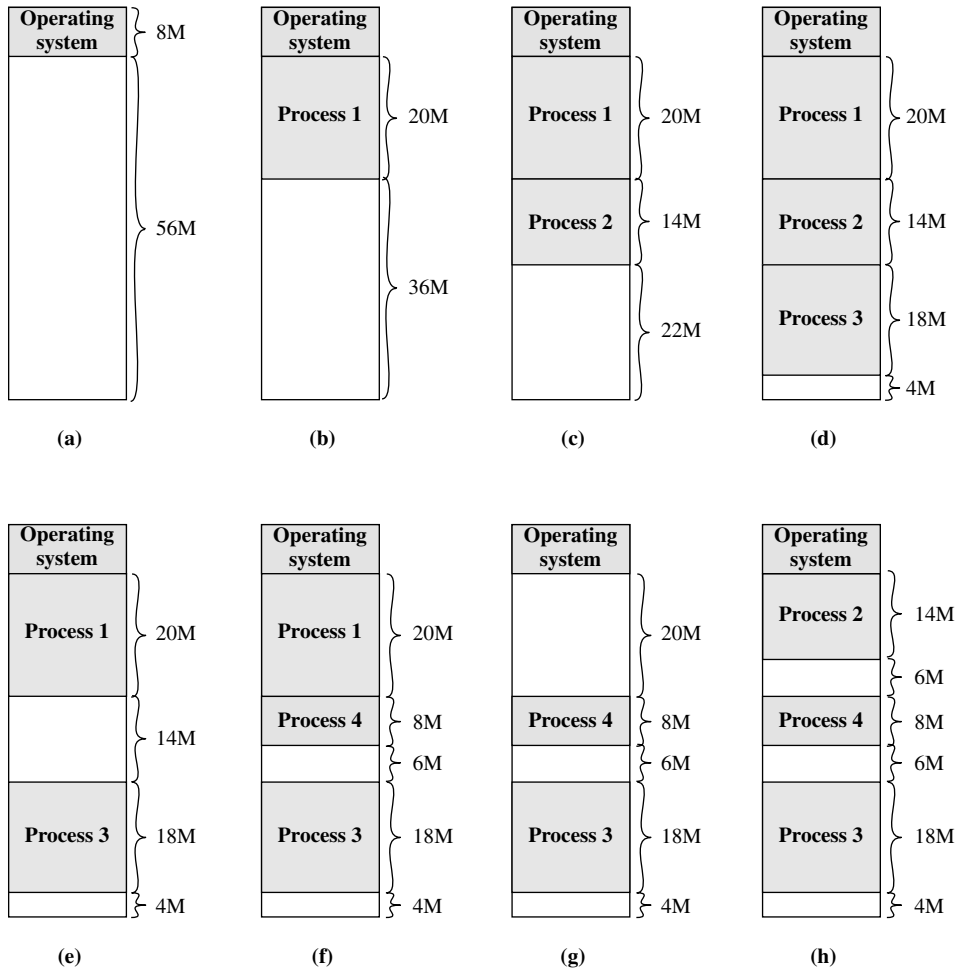 Operating
system
8M
56M
(a)
Operating
system
Process 1
20M
36M
(b)
Operating
system
Process 1
20M
Process 2
14M
22M
(c)
Operating
system
Process 1
20M
Process 2
14M
Process 3
18M
4M
(d)
Operating
system
Process 1
20M
14M
Process 3
18M
4M
(e)
Operating
system
Process 1
20M
Process 4
8M
6M
Process 3
18M
4M
(f)
Operating
system
20M
Process 4
8M
6M
Process 3
18M
4M
(g)
Operating
system
Process 2
14M
6M
Process 4
8M
6M
Process 3
18M
4M
(h)